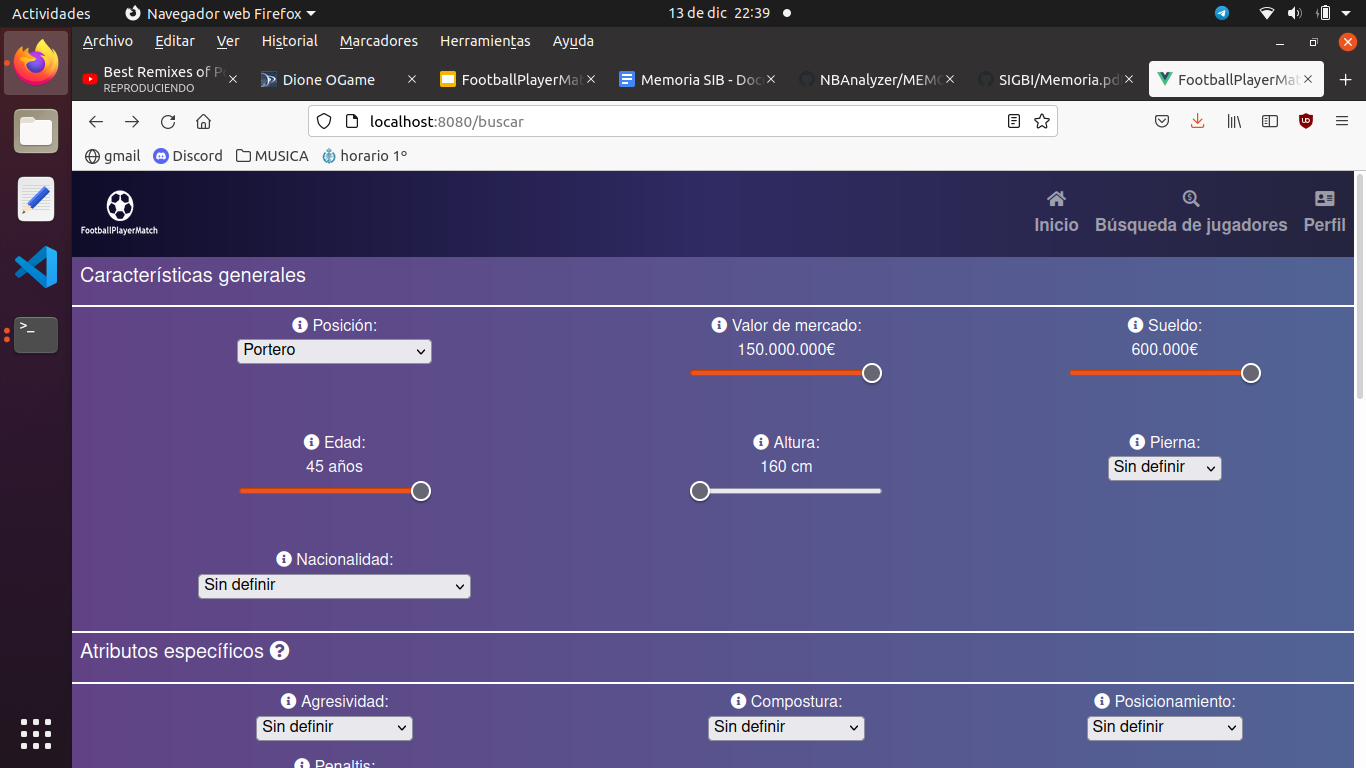 Actividades Navegador web Firefox 13 de dic 22:39
Archivo Editar Ver Historial Marcadores Herramientas Ayuda
Best Remixes of P
REPRODUCIENDO
Dione OGame
FootballPlayerMat
Memoria SIB - Doc
NBAnalyzer/MEMO
SIGBI/Memoria.pd
FootballPlayerMat
localhost:8080/buscar
gmail Discord MUSICA horario 1º
FootballPlayerMatch
Inicio Búsqueda de jugadores Perfil
Características generales
Posición: Valor de mercado: Sueldo:
Portero 150.000.000€ 600.000€
Edad: Altura: Pierna:
45 años 160 cm Sin definir
Nacionalidad:
Sin definir
Atributos específicos ?
Agresividad: Compostura: Posicionamiento:
Sin definir Sin definir Sin definir
Penaltis: